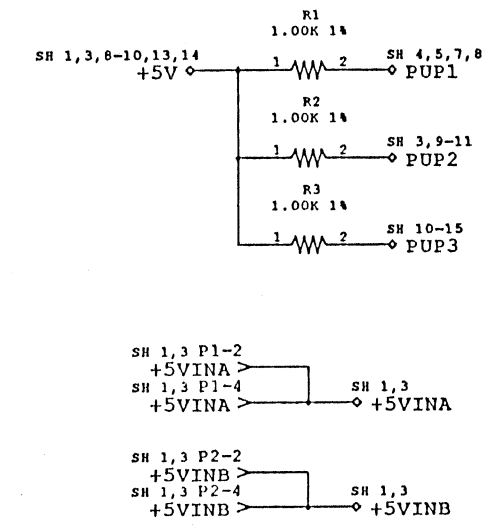 R1
1.00K 1%
SH 1,3,8-10,13,14
+5V
1 2
SH 4,5,7,8
PUP1
R2
1.00K 1%
1 2
SH 3,9-11
PUP2
R3
1.00K 1%
1 2
SH 10-15
PUP3
SH 1,3 P1-2
+5VINA
SH 1,3 P1-4
+5VINA
SH 1,3
+5VINA
SH 1,3 P2-2
+5VINB
SH 1,3 P2-4
+5VINB
SH 1,3
+5VINB